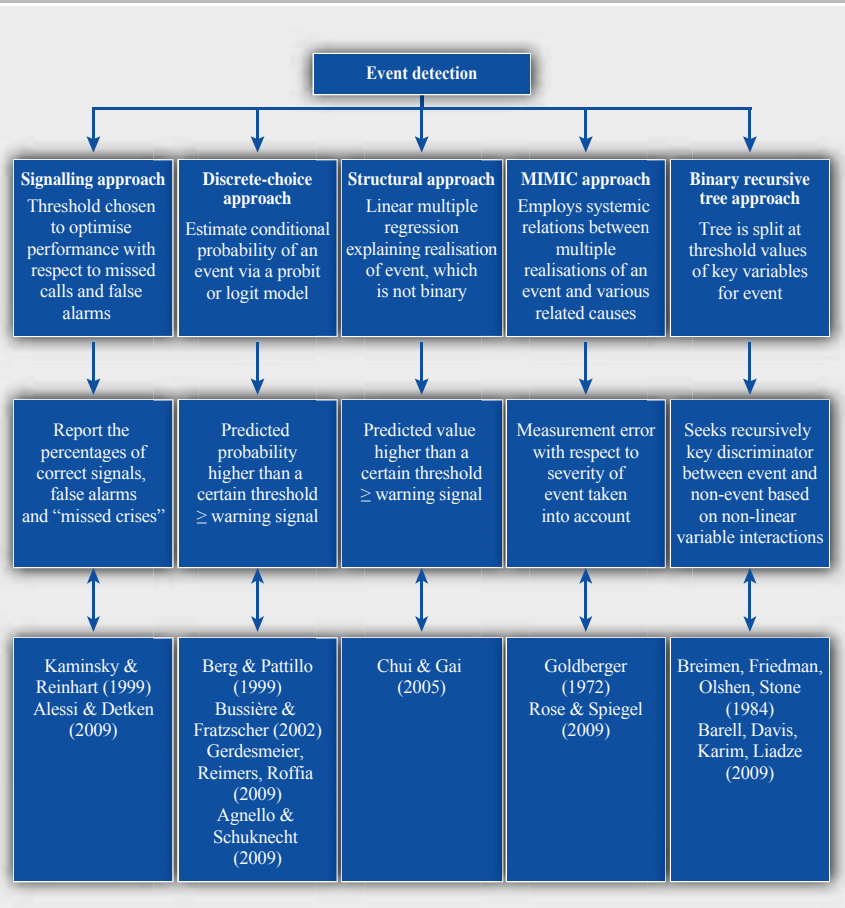 Event detection
Signalling approach
Threshold chosen
to optimise
performance with
respect to missed
calls and false
alarms
Discrete-choice
approach
Estimate conditional
probability of an
event via a probit
or logit model
Structural approach
Linear multiple
regression
explaining realisation
of event, which
is not binary
MIMIC approach
Employs systemic
relations between
multiple
realisations of an
event and various
related causes
Binary recursive
tree approach
Tree is split at
threshold values
of key variables
for event
Report the
percentages of
correct signals,
false alarms
and “missed crises”
Predicted
probability
higher than a
certain threshold
≥ warning signal
Predicted value
higher than a
certain threshold
≥ warning signal
Measurement error
with respect to
severity of
event taken
into account
Seeks recursively
key discriminator
between event and
non-event based
on non-linear
variable interactions
Kaminsky &
Reinhart (1999)
Alessi & Detken
(2009)
Berg & Pattillo
(1999)
Bussière &
Fratzscher (2002)
Gerdesmeier,
Reimers, Roffia
(2009)
Agnello &
Schuknecht
(2009)
Chui & Gai
(2005)
Goldberger
(1972)
Rose & Spiegel
(2009)
Breimen, Friedman,
Olshen, Stone
(1984)
Barell, Davis,
Karim, Liadze
(2009)